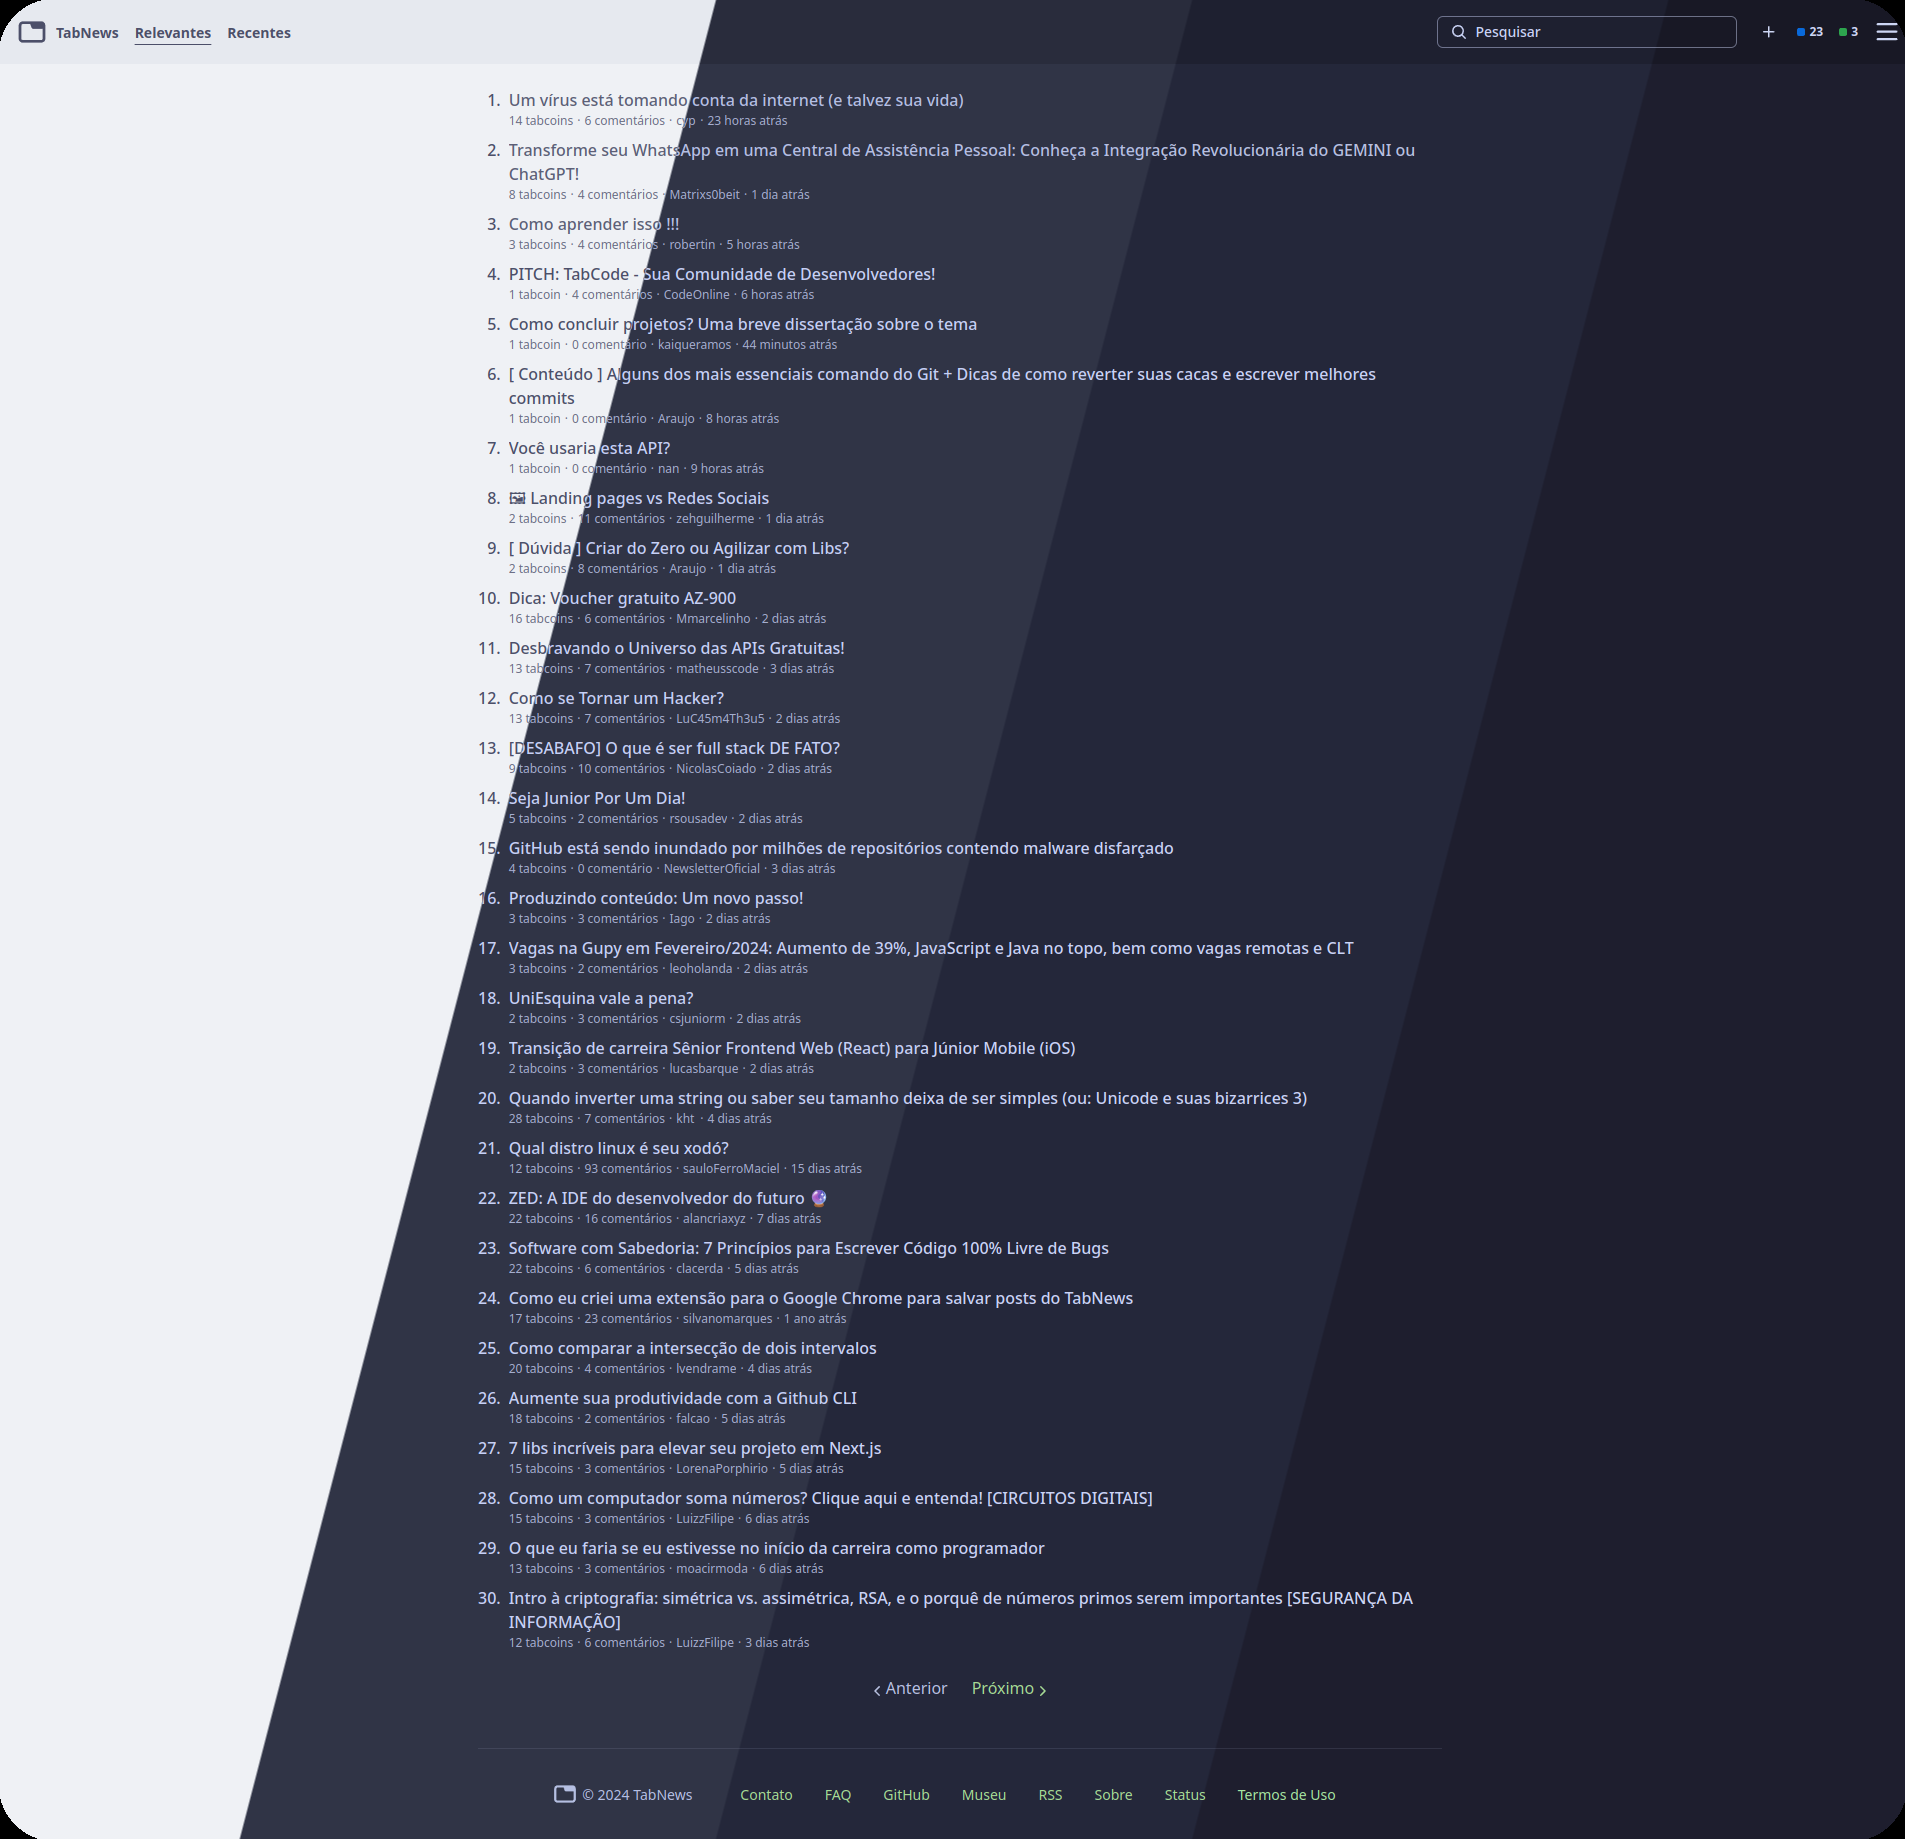 TabNews Relevantes Recentes Pesquisar 23 3
1. Um vírus está tomando conta da internet (e talvez sua vida)
14 tabcoins · 6 comentários · cyp · 23 horas atrás
2. Transforme seu WhatsApp em uma Central de Assistência Pessoal: Conheça a Integração Revolucionária do GEMINI ou
ChatGPT!
8 tabcoins · 4 comentários · Matrixs0beit · 1 dia atrás
3. Como aprender isso !!!
3 tabcoins · 4 comentários · robertin · 5 horas atrás
4. PITCH: TabCode - Sua Comunidade de Desenvolvedores!
1 tabcoin · 4 comentários · CodeOnline · 6 horas atrás
5. Como concluir projetos? Uma breve dissertação sobre o tema
1 tabcoin · 0 comentário · kaiqueramos · 44 minutos atrás
6. [ Conteúdo ] Alguns dos mais essenciais comando do Git + Dicas de como reverter suas cacas e escrever melhores
commits
1 tabcoin · 0 comentário · Araujo · 8 horas atrás
7. Você usaria esta API?
1 tabcoin · 0 comentário · nan · 9 horas atrás
8. 🖼 Landing pages vs Redes Sociais
2 tabcoins · 11 comentários · zehguilherme · 1 dia atrás
9. [ Dúvida ] Criar do Zero ou Agilizar com Libs?
2 tabcoins · 8 comentários · Araujo · 1 dia atrás
10. Dica: Voucher gratuito AZ-900
16 tabcoins · 6 comentários · Mmarcelinho · 2 dias atrás
11. Desbravando o Universo das APIs Gratuitas!
13 tabcoins · 7 comentários · matheusscode · 3 dias atrás
12. Como se Tornar um Hacker?
13 tabcoins · 7 comentários · LuC45m4Th3u5 · 2 dias atrás
13. [DESABAFO] O que é ser full stack DE FATO?
9 tabcoins · 10 comentários · NicolasCoiado · 2 dias atrás
14. Seja Junior Por Um Dia!
5 tabcoins · 2 comentários · rsousadev · 2 dias atrás
15. GitHub está sendo inundado por milhões de repositórios contendo malware disfarçado
4 tabcoins · 0 comentário · NewsletterOficial · 3 dias atrás
16. Produzindo conteúdo: Um novo passo!
3 tabcoins · 3 comentários · Iago · 2 dias atrás
17. Vagas na Gupy em Fevereiro/2024: Aumento de 39%, JavaScript e Java no topo, bem como vagas remotas e CLT
3 tabcoins · 2 comentários · leoholanda · 2 dias atrás
18. UniEsquina vale a pena?
2 tabcoins · 3 comentários · csjuniorm · 2 dias atrás
19. Transição de carreira Sênior Frontend Web (React) para Júnior Mobile (iOS)
2 tabcoins · 3 comentários · lucasbarque · 2 dias atrás
20. Quando inverter uma string ou saber seu tamanho deixa de ser simples (ou: Unicode e suas bizarrices 3)
28 tabcoins · 7 comentários · kht · 4 dias atrás
21. Qual distro linux é seu xodó?
12 tabcoins · 93 comentários · sauloFerroMaciel · 15 dias atrás
22. ZED: A IDE do desenvolvedor do futuro 🔮
22 tabcoins · 16 comentários · alancriaxyz · 7 dias atrás
23. Software com Sabedoria: 7 Princípios para Escrever Código 100% Livre de Bugs
22 tabcoins · 6 comentários · clacerda · 5 dias atrás
24. Como eu criei uma extensão para o Google Chrome para salvar posts do TabNews
17 tabcoins · 23 comentários · silvanomarques · 1 ano atrás
25. Como comparar a intersecção de dois intervalos
20 tabcoins · 4 comentários · lvendrame · 4 dias atrás
26. Aumente sua produtividade com a Github CLI
18 tabcoins · 2 comentários · falcao · 5 dias atrás
27. 7 libs incríveis para elevar seu projeto em Next.js
15 tabcoins · 3 comentários · LorenaPorphirio · 5 dias atrás
28. Como um computador soma números? Clique aqui e entenda! [CIRCUITOS DIGITAIS]
15 tabcoins · 3 comentários · LuizzFilipe · 6 dias atrás
29. O que eu faria se eu estivesse no início da carreira como programador
13 tabcoins · 3 comentários · moacirmoda · 6 dias atrás
30. Intro à criptografia: simétrica vs. assimétrica, RSA, e o porquê de números primos serem importantes [SEGURANÇA DA
INFORMAÇÃO]
12 tabcoins · 6 comentários · LuizzFilipe · 3 dias atrás
‹ Anterior Próximo ›
© 2024 TabNews Contato FAQ GitHub Museu RSS Sobre Status Termos de Uso